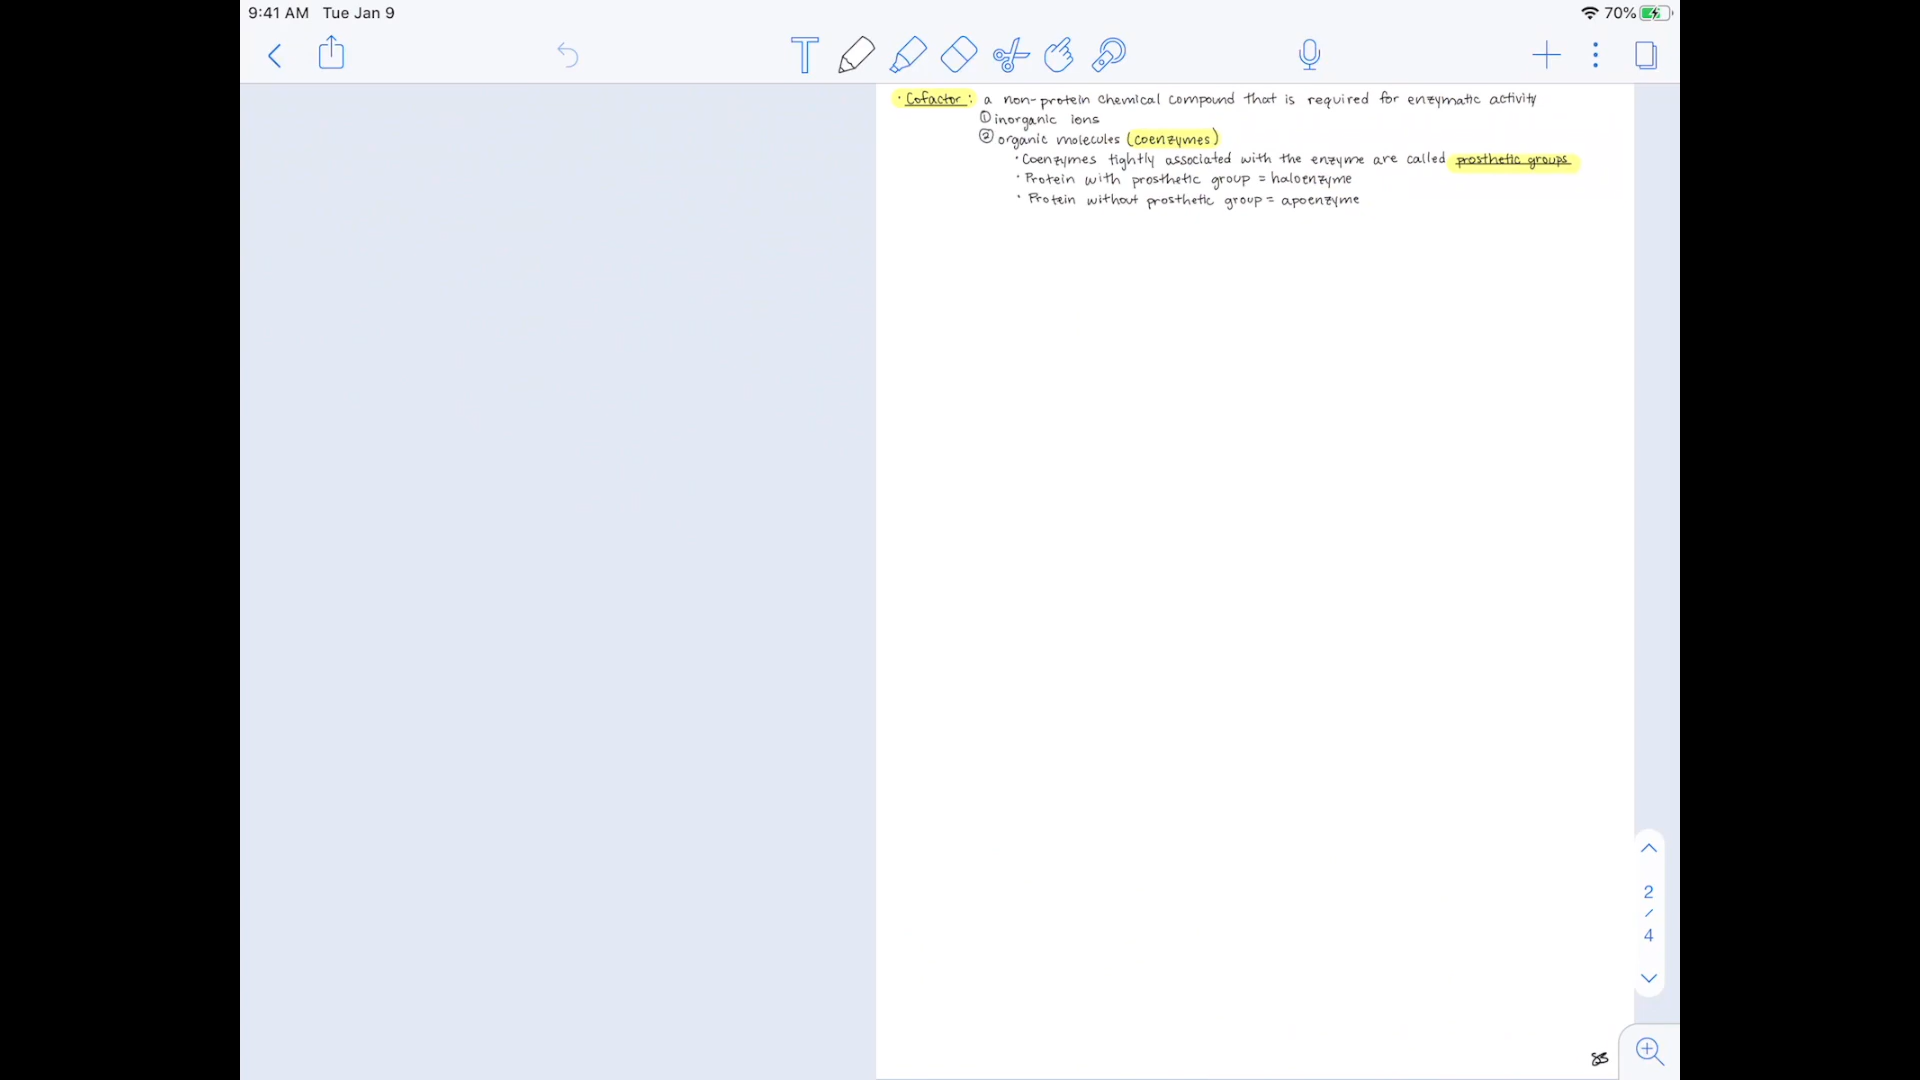 9:41 AM Tue Jan 9
70%
T
· Cofactor: a non-protein chemical compound that is required for enzymatic activity
① inorganic ions
② organic molecules (coenzymes)
· Coenzymes tightly associated with the enzyme are called prosthetic groups
· Protein with prosthetic group = haloenzyme
· Protein without prosthetic group = apoenzyme
2
/
4